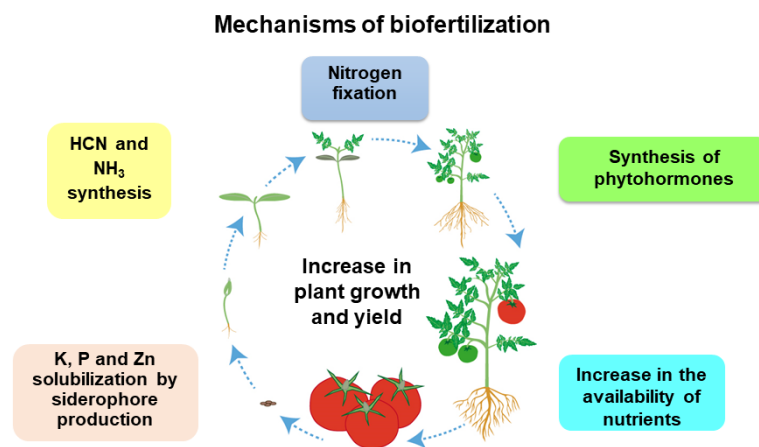 Mechanisms of biofertilization
Nitrogen
fixation
HCN and
NH₃
synthesis
Synthesis of
phytohormones
Increase in
plant growth
and yield
K, P and Zn
solubilization by
siderophore
production
Increase in the
availability of
nutrients